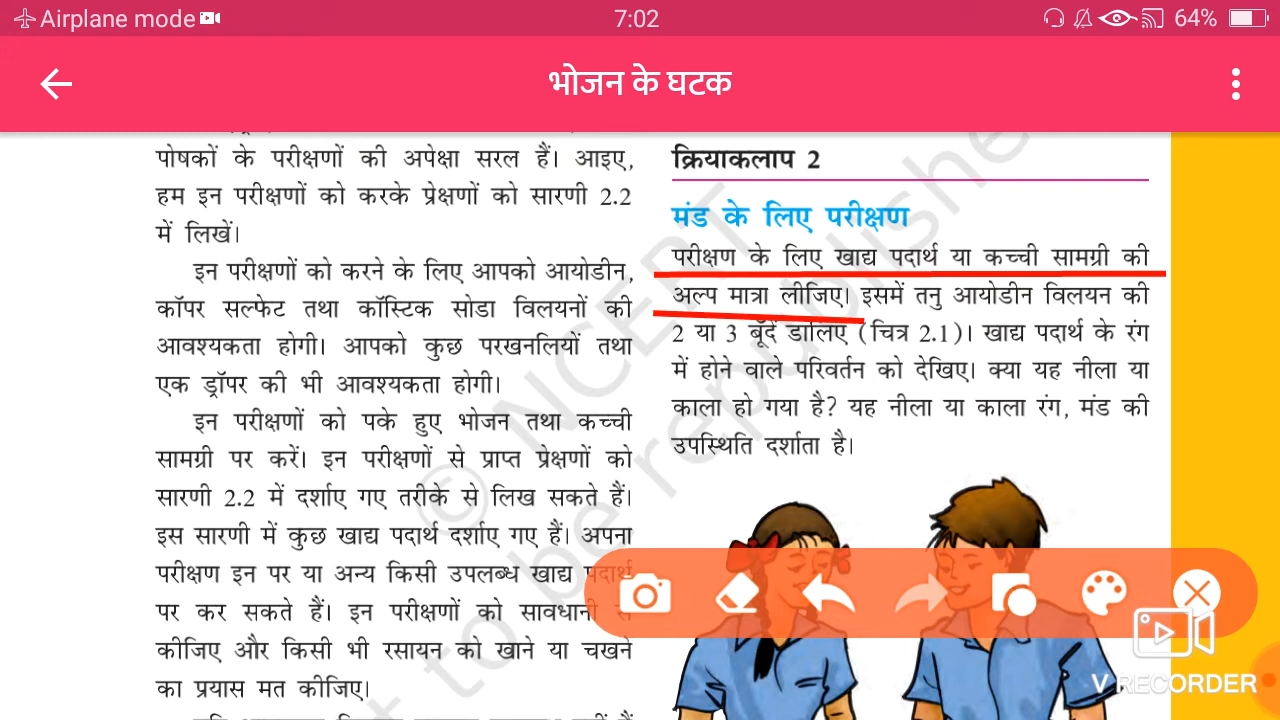 Airplane mode
7:02
64%
भोजन के घटक
पोषकों के परीक्षणों की अपेक्षा सरल हैं। आइए,
हम इन परीक्षणों को करके प्रेक्षणों को सारणी 2.2
में लिखें।
इन परीक्षणों को करने के लिए आपको आयोडीन,
कॉपर सल्फेट तथा कॉस्टिक सोडा विलयनों की
आवश्यकता होगी। आपको कुछ परखनलियों तथा
एक ड्रॉपर की भी आवश्यकता होगी।
इन परीक्षणों को पके हुए भोजन तथा कच्ची
सामग्री पर करें। इन परीक्षणों से प्राप्त प्रेक्षणों को
सारणी 2.2 में दर्शाए गए तरीके से लिख सकते हैं।
इस सारणी में कुछ खाद्य पदार्थ दर्शाए गए हैं। अपना
परीक्षण इन पर या अन्य किसी उपलब्ध खाद्य पदार्थ
पर कर सकते हैं। इन परीक्षणों को सावधानी से
कीजिए और किसी भी रसायन को खाने या चखने
का प्रयास मत कीजिए।
क्रियाकलाप 2
मंड के लिए परीक्षण
परीक्षण के लिए खाद्य पदार्थ या कच्ची सामग्री की
अल्प मात्रा लीजिए। इसमें तनु आयोडीन विलयन की
2 या 3 बूँदें डालिए (चित्र 2.1)। खाद्य पदार्थ के रंग
में होने वाले परिवर्तन को देखिए। क्या यह नीला या
काला हो गया है? यह नीला या काला रंग, मंड की
उपस्थिति दर्शाता है।
© NCERT
to be republishe
V RECORDER